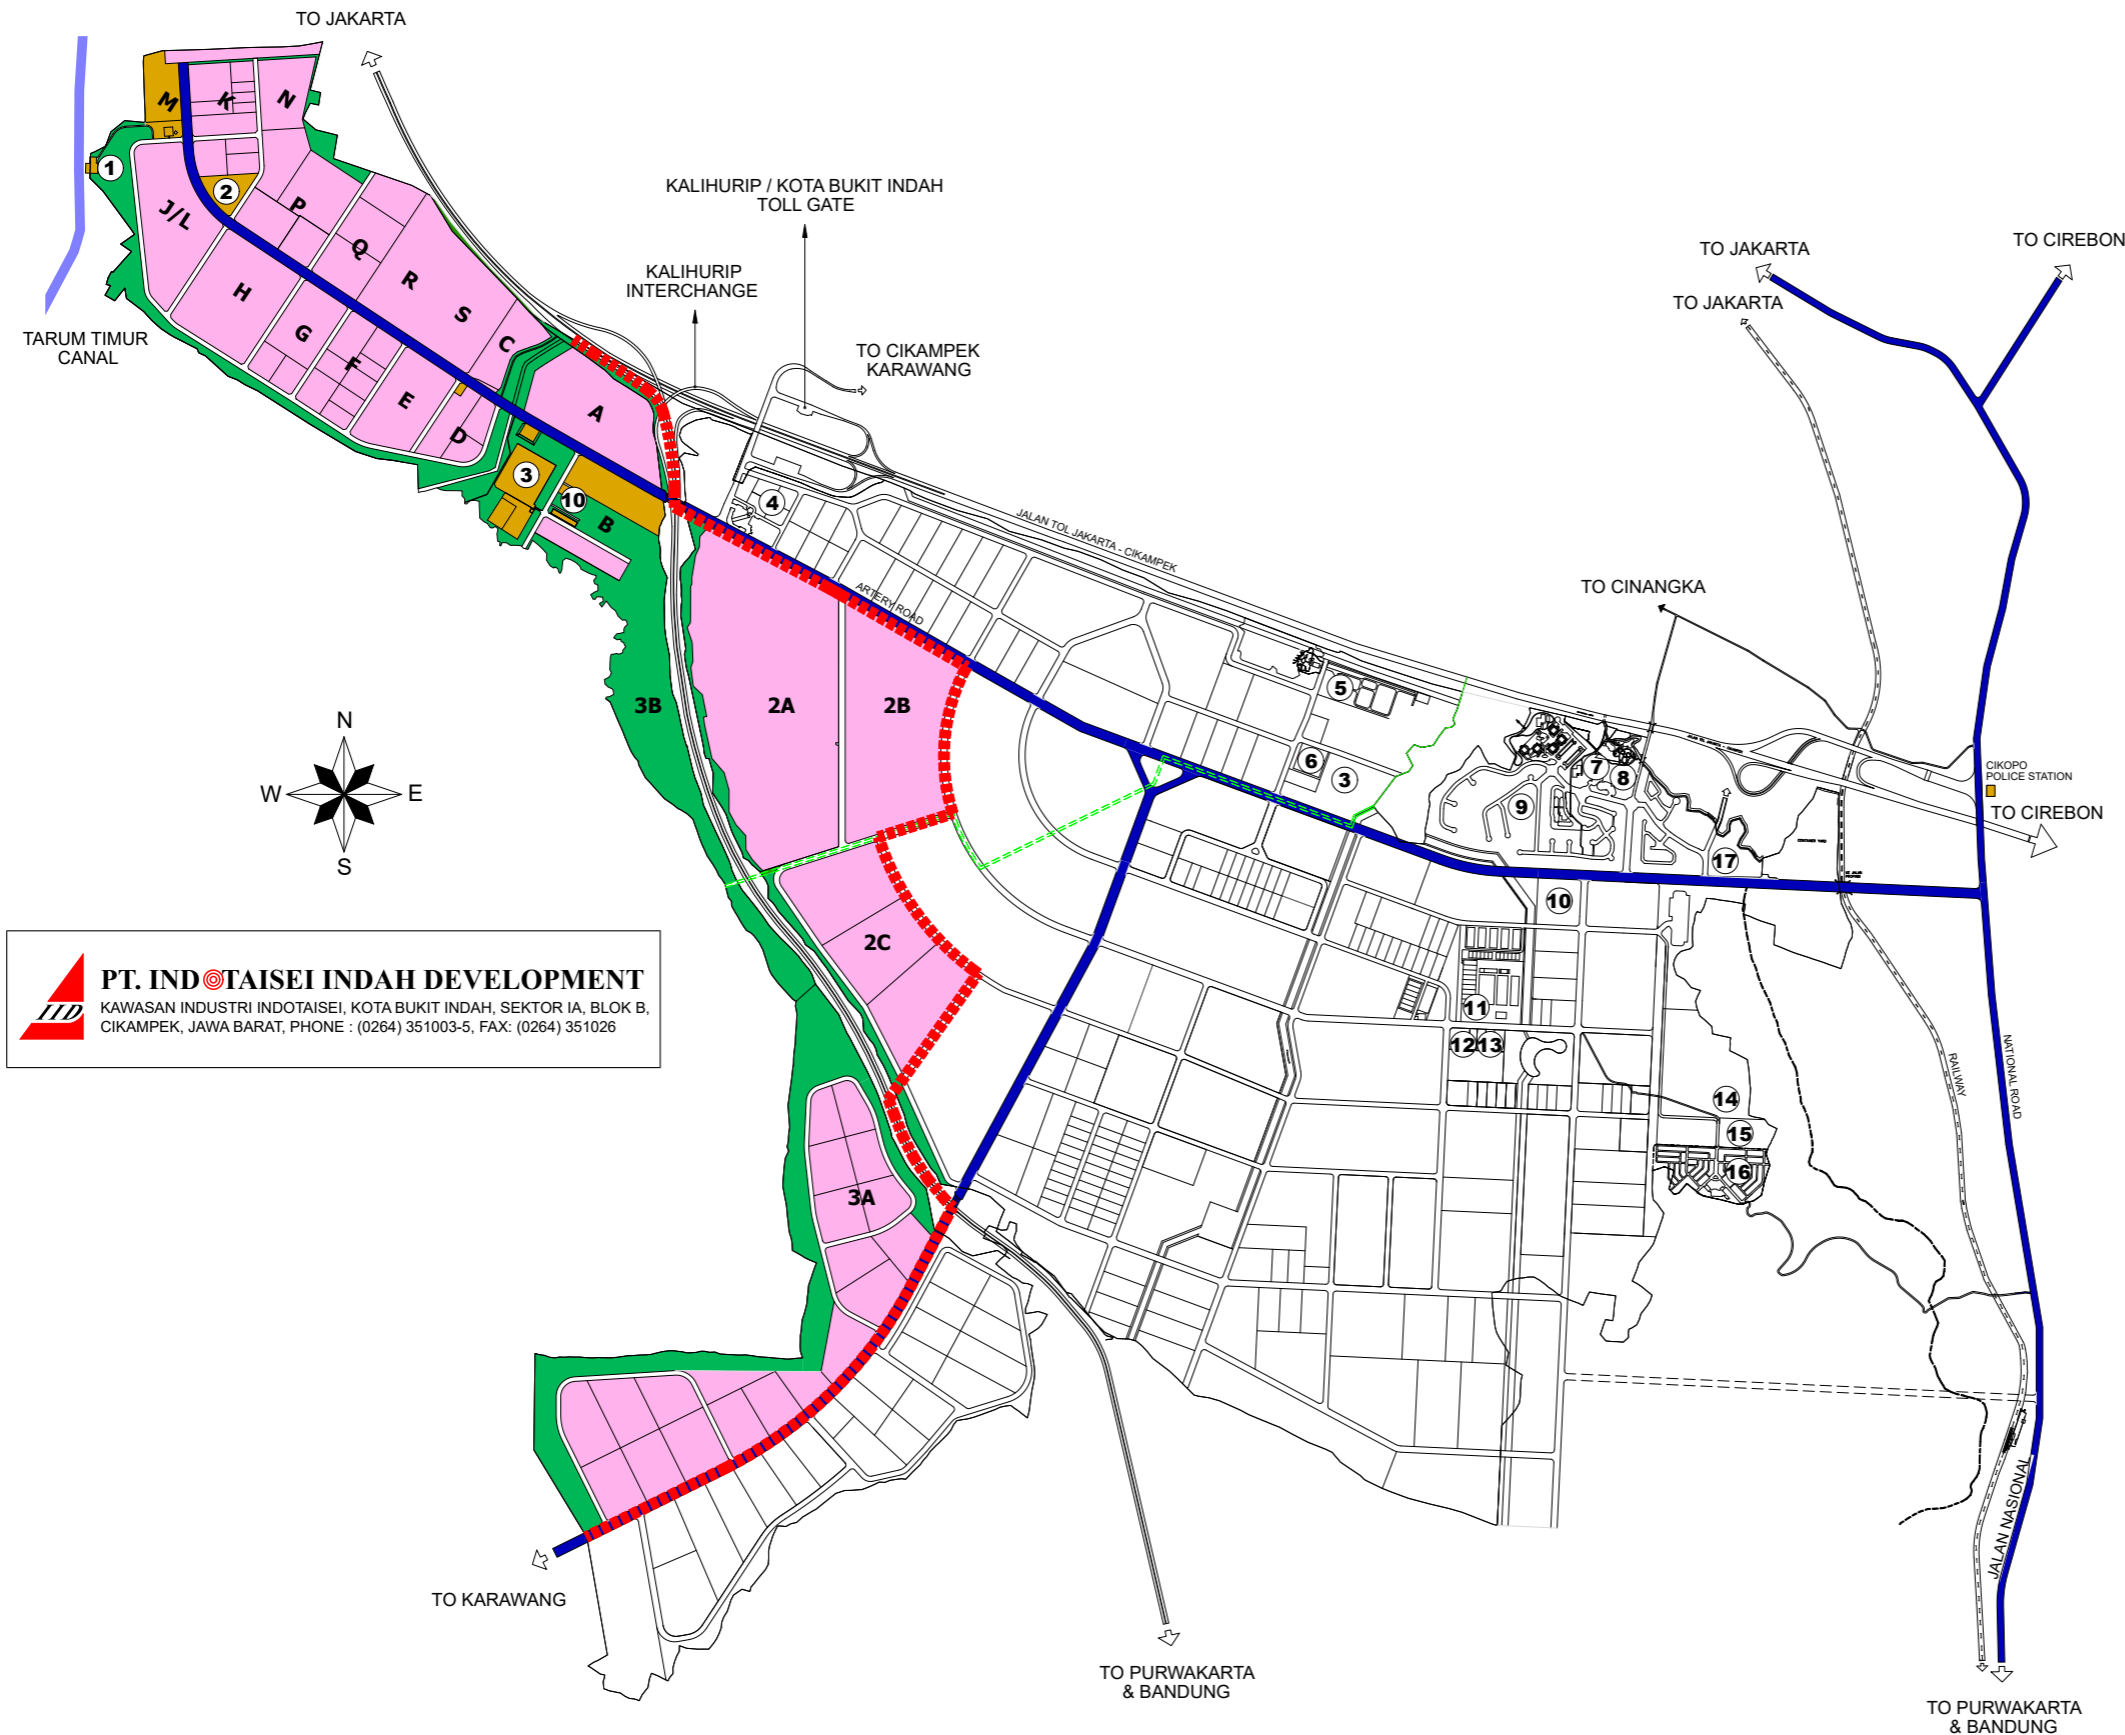 TO JAKARTA
M
K
N
1
2
J/L
P
Q
R
S
C
H
G
F
E
D
A
3
10
B
TARUM TIMUR
CANAL
KALIHURIP / KOTA BUKIT INDAH
TOLL GATE
KALIHURIP
INTERCHANGE
TO CIKAMPEK
KARAWANG
4
JALAN TOL JAKARTA - CIKAMPEK
ARTERY ROAD
TO JAKARTA
TO CIREBON
TO JAKARTA
TO CINANGKA
3B
2A
2B
5
6
3
7
8
9
17
CIKOPO
POLICE STATION
TO CIREBON
N
W
E
S
2C
10
11
12
13
14
15
16
RAILWAY
NATIONAL ROAD
PT. INDOTAISEI INDAH DEVELOPMENT
IID
KAWASAN INDUSTRI INDOTAISEI, KOTA BUKIT INDAH, SEKTOR IA, BLOK B,
CIKAMPEK, JAWA BARAT, PHONE : (0264) 351003-5, FAX: (0264) 351026
3A
JALAN NASIONAL
TO KARAWANG
TO PURWAKARTA
& BANDUNG
TO PURWAKARTA
& BANDUNG